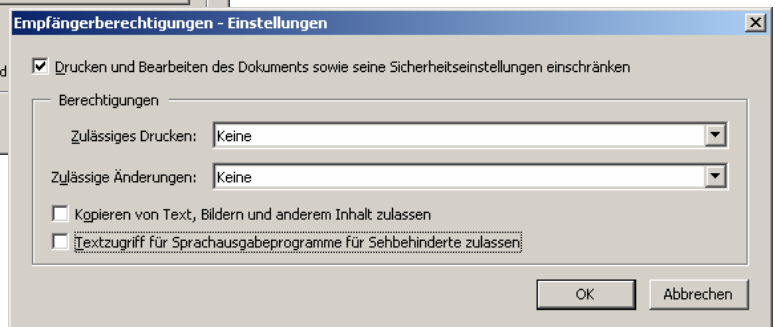 Empfängerberechtigungen - Einstellungen
d
Drucken und Bearbeiten des Dokuments sowie seine Sicherheitseinstellungen einschränken
Berechtigungen
Zulässiges Drucken: Keine
Zulässige Änderungen: Keine
Kopieren von Text, Bildern und anderem Inhalt zulassen
Textzugriff für Sprachausgabeprogramme für Sehbehinderte zulassen
OK Abbrechen